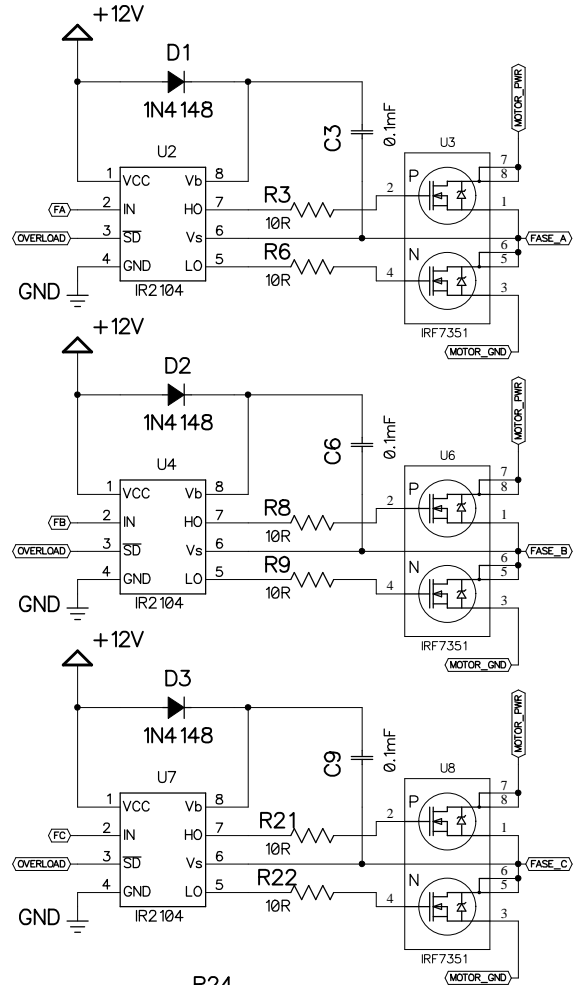 +12V
D1
1N4148
C3
0.1mF
U3
MOTOR_PWR
U2
P
7
8
1 VCC Vb 8
R3
2
FA 2 IN HO 7
10R
1
OVERLOAD 3 SD Vs 6
R6
N
6
FASE_A
5
4 GND LO 5
10R
4
3
GND
IR2104
IRF7351
MOTOR_GND
+12V
D2
1N4148
C6
0.1mF
U6
MOTOR_PWR
U4
P
7
8
1 VCC Vb 8
R8
2
FB 2 IN HO 7
10R
1
OVERLOAD 3 SD Vs 6
R9
N
6
FASE_B
5
4 GND LO 5
10R
4
3
GND
IR2104
IRF7351
MOTOR_GND
+12V
D3
1N4148
C9
0.1mF
U8
MOTOR_PWR
U7
P
7
8
1 VCC Vb 8
R21
2
FC 2 IN HO 7
10R
1
OVERLOAD 3 SD Vs 6
R22
N
6
FASE_C
5
4 GND LO 5
10R
4
3
GND
IR2104
IRF7351
MOTOR_GND
R24